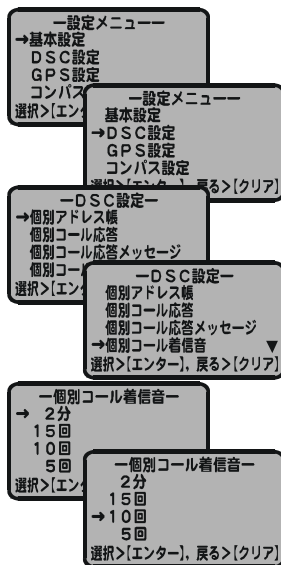 ー設定メニューー
→基本設定
ＤＳＣ設定
ＧＰＳ設定
コンパス
選択>[エン
ー設定メニューー
基本設定
→ＤＳＣ設定
ＧＰＳ設定
コンパス設定
選択>[エンター], 戻る>[クリア]
ーＤＳＣ設定ー
→個別アドレス帳
個別コール応答
個別コール応答メッセージ
個別コー
選択>[エン
ーＤＳＣ設定ー
個別アドレス帳
個別コール応答
個別コール応答メッセージ
→個別コール着信音 ▼
選択>[エンター], 戻る>[クリア]
ー個別コール着信音ー
→ ２分
１５回
１０回
５回
選択>[エン
ー個別コール着信音ー
２分
１５回
→１０回
５回
選択>[エンター], 戻る>[クリア]